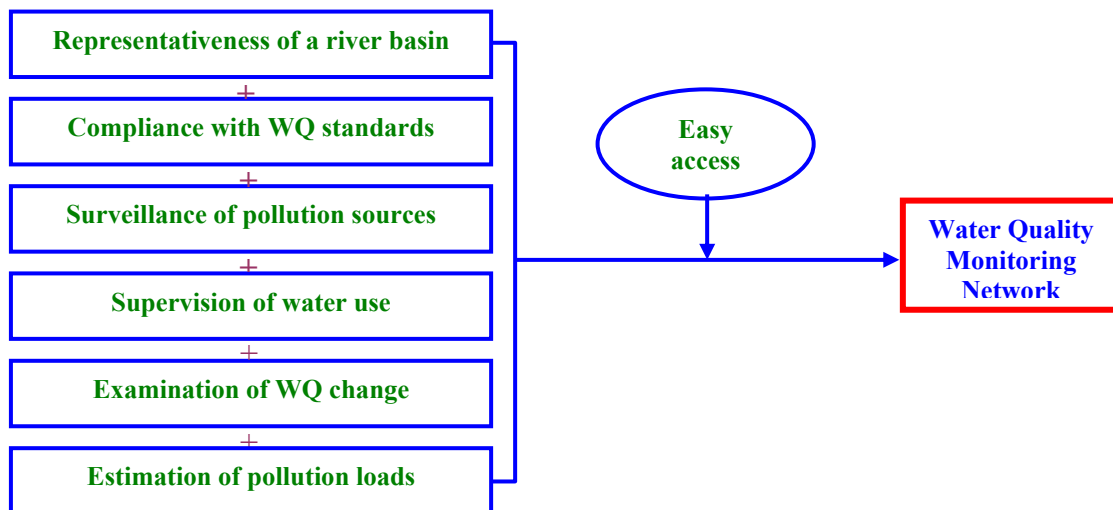 Representativeness of a river basin
+
Compliance with WQ standards
+
Surveillance of pollution sources
+
Supervision of water use
+
Examination of WQ change
+
Estimation of pollution loads
Easy
access
Water Quality
Monitoring
Network